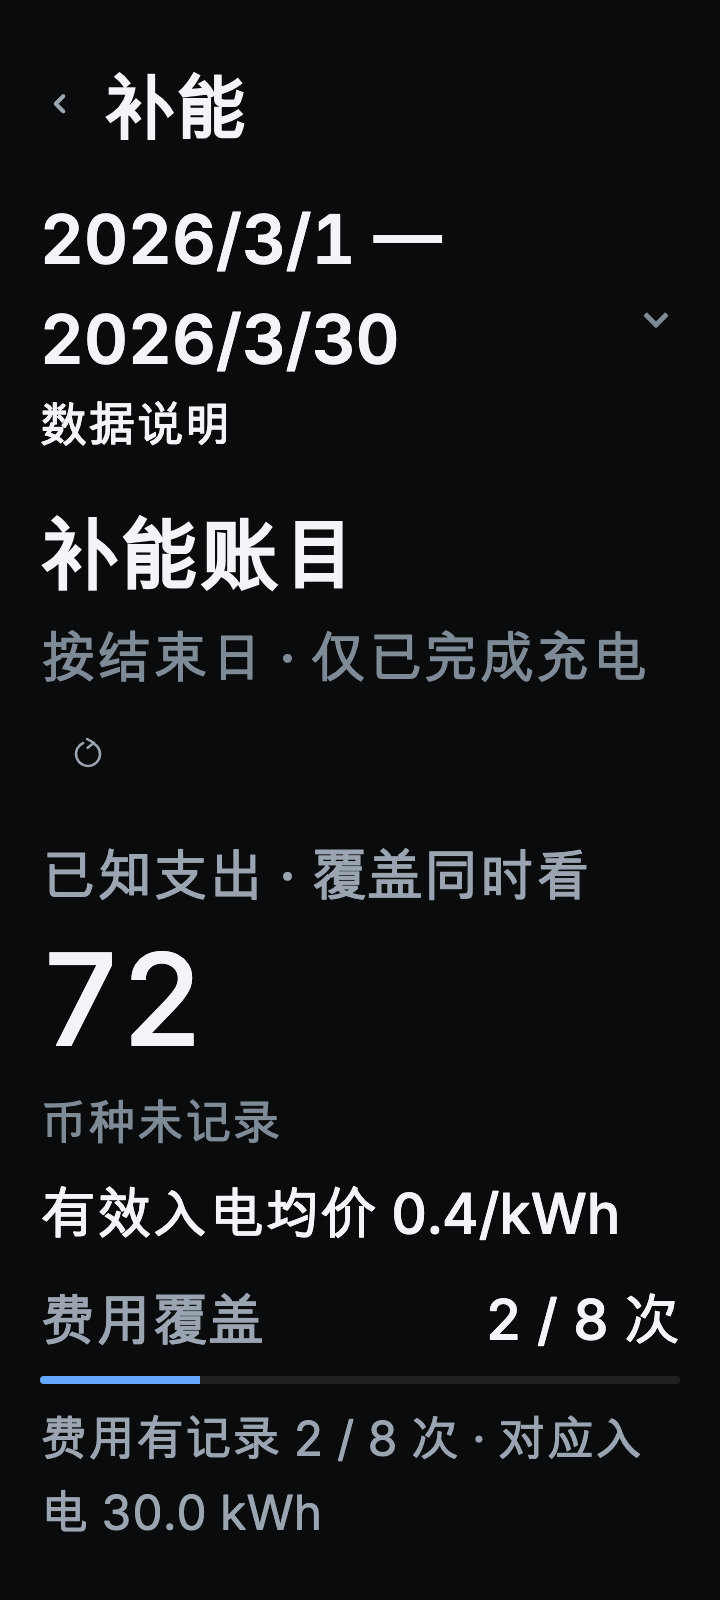 补能
2026/3/1 —
2026/3/30
数据说明
补能账目
按结束日 · 仅已完成充电
已知支出 · 覆盖同时看
72
币种未记录
有效入电均价 0.4/kWh
费用覆盖 2 / 8 次
费用有记录 2 / 8 次 · 对应入
电 30.0 kWh